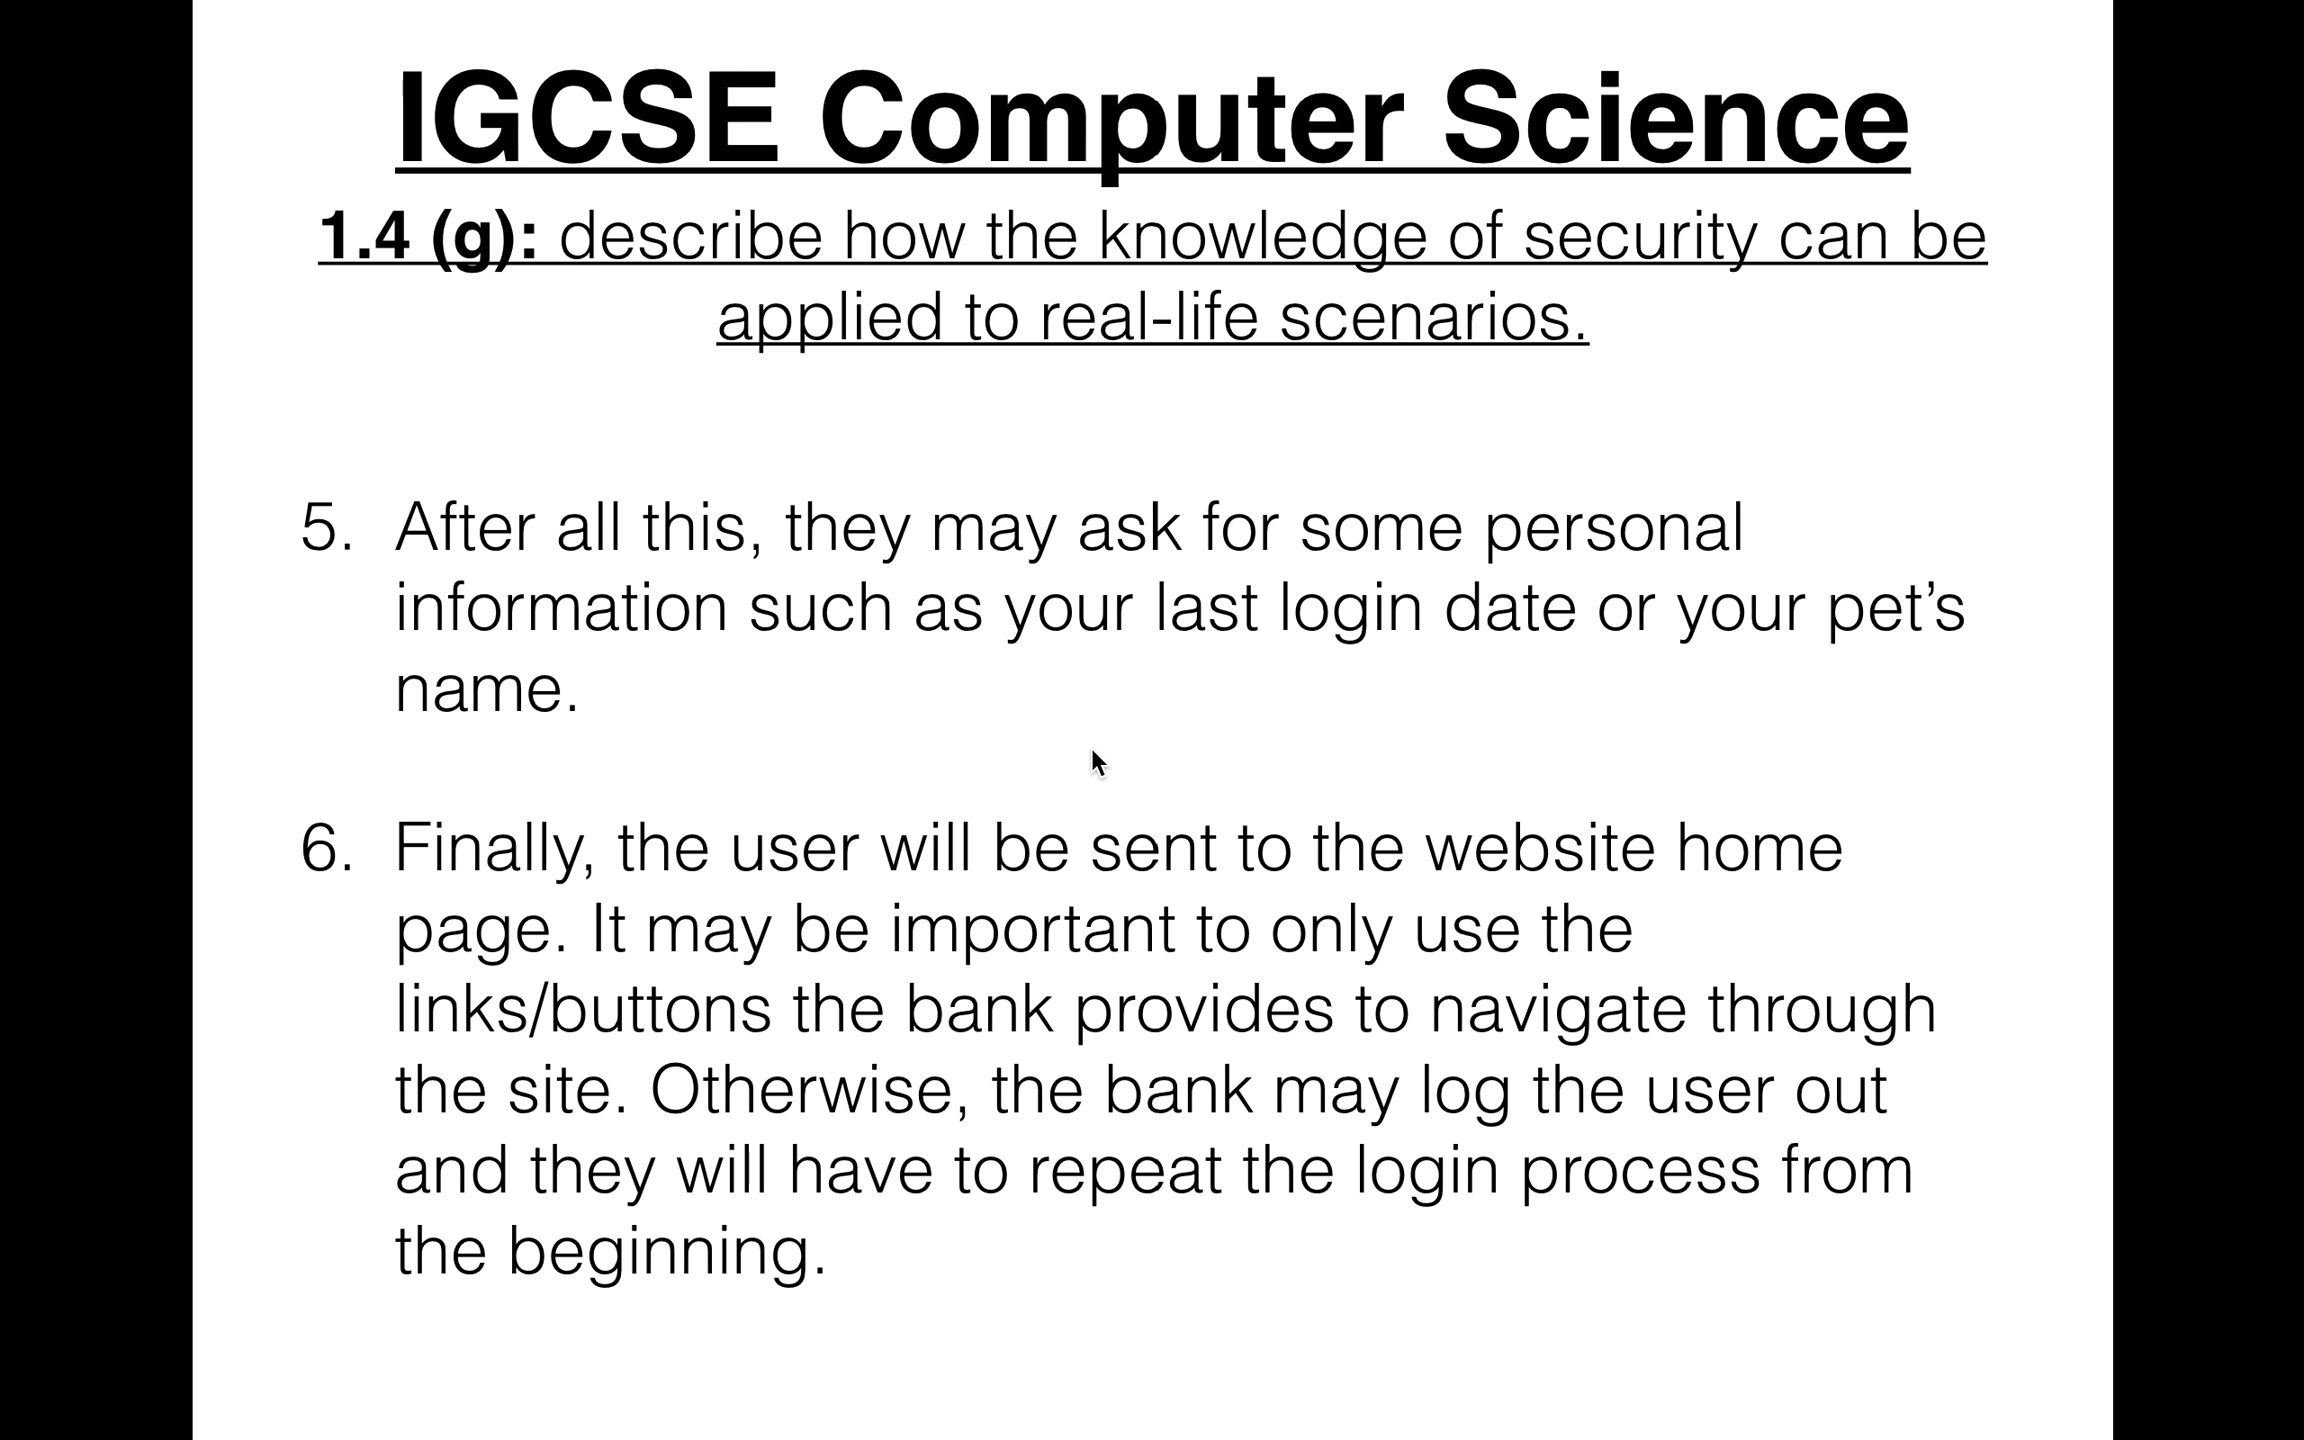 IGCSE Computer Science
1.4 (g): describe how the knowledge of security can be
applied to real-life scenarios.
5. After all this, they may ask for some personal
information such as your last login date or your pet’s
name.
6. Finally, the user will be sent to the website home
page. It may be important to only use the
links/buttons the bank provides to navigate through
the site. Otherwise, the bank may log the user out
and they will have to repeat the login process from
the beginning.